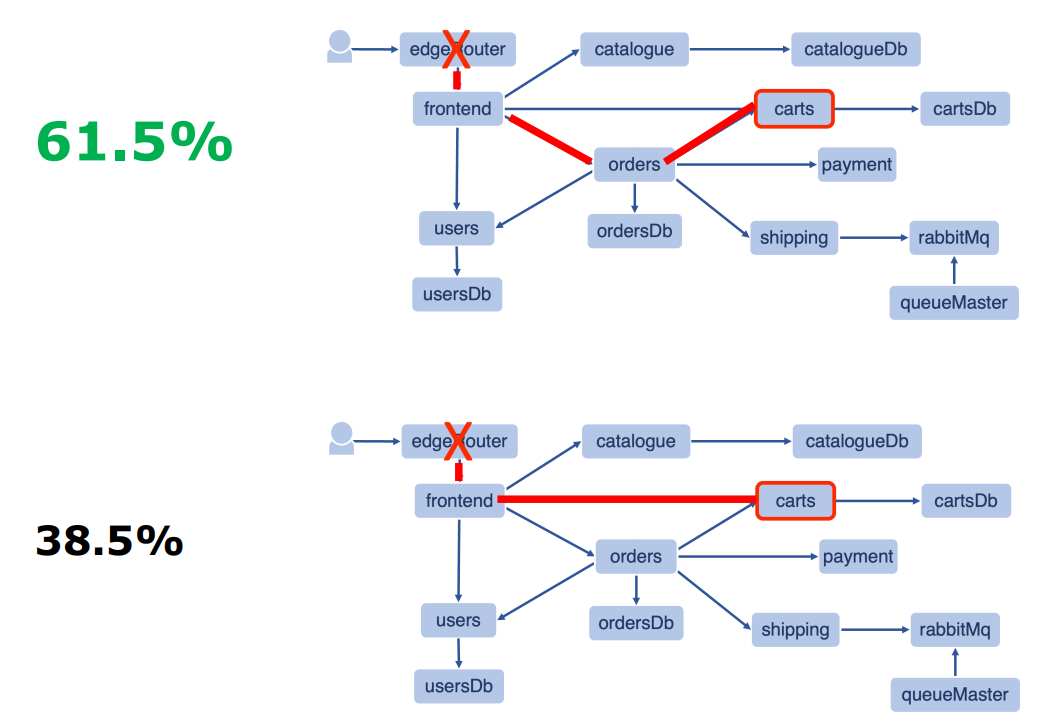 edgeRouter
catalogue
catalogueDb
61.5%
frontend
carts
cartsDb
orders
payment
users
ordersDb
shipping
rabbitMq
usersDb
queueMaster
edgeRouter
catalogue
catalogueDb
38.5%
frontend
carts
cartsDb
orders
payment
users
ordersDb
shipping
rabbitMq
usersDb
queueMaster